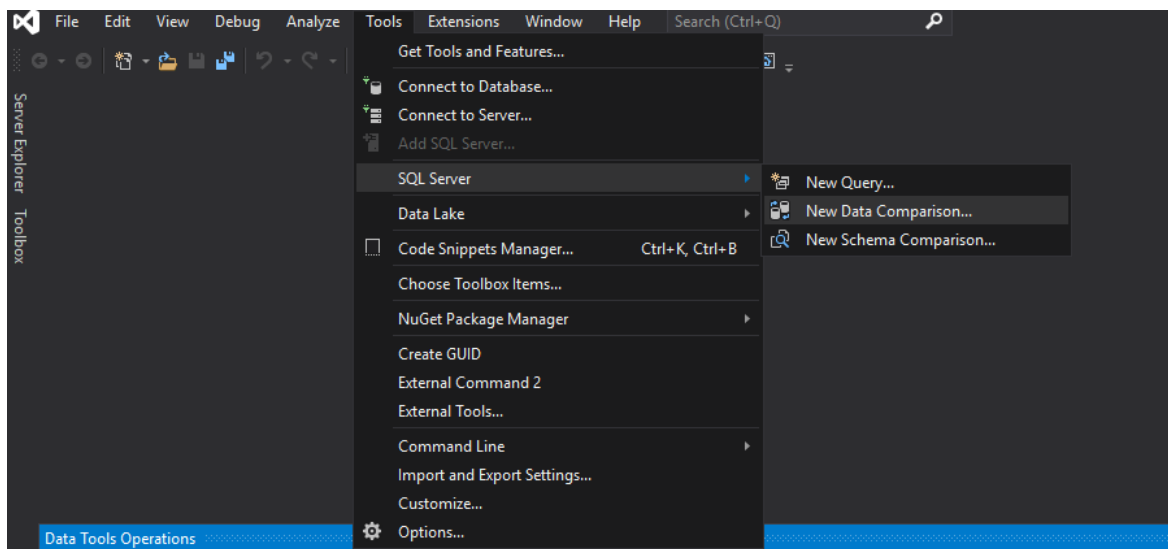 File Edit View Debug Analyze Tools Extensions Window Help Search (Ctrl+Q)
Server Explorer
Toolbox
Get Tools and Features...
Connect to Database...
Connect to Server...
Add SQL Server...
SQL Server
Data Lake
Code Snippets Manager... Ctrl+K, Ctrl+B
Choose Toolbox Items...
NuGet Package Manager
Create GUID
External Command 2
External Tools...
Command Line
Import and Export Settings...
Customize...
Options...
New Query...
New Data Comparison...
New Schema Comparison...
Data Tools Operations